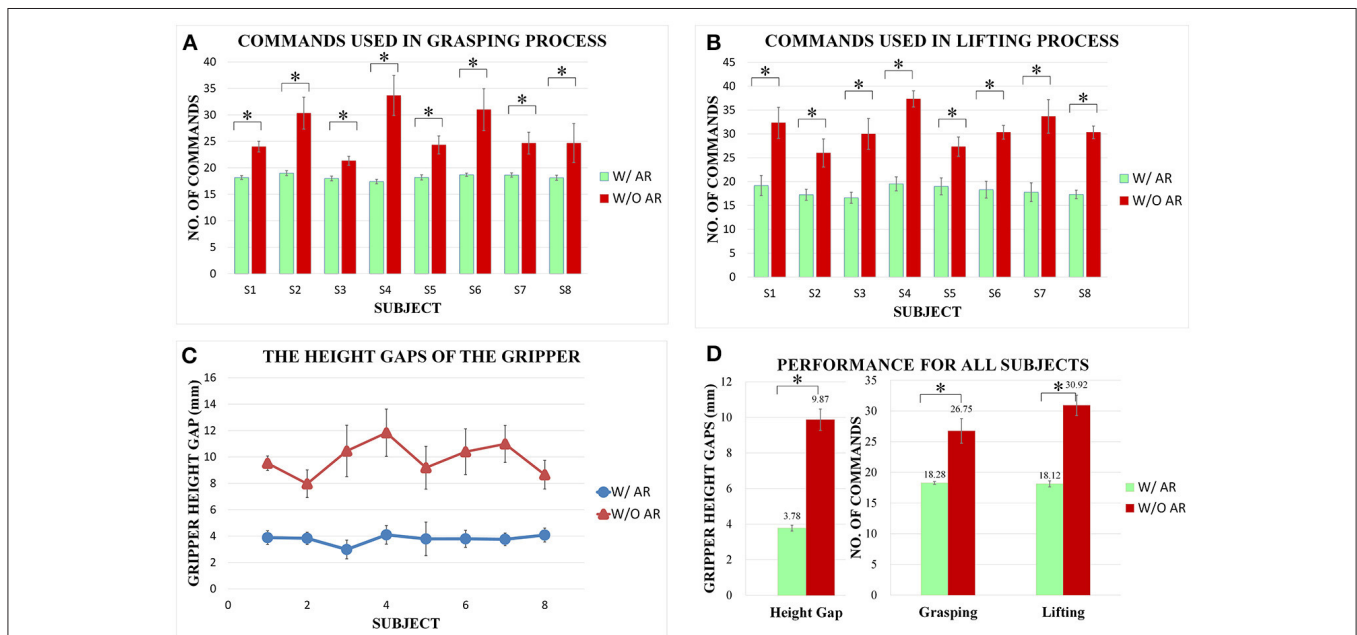 A
COMMANDS USED IN GRASPING PROCESS
40
35
30
25
20
15
10
5
0
NO. OF COMMANDS
* * * * * * * *
S1 S2 S3 S4 S5 S6 S7 S8
SUBJECT
W/ AR
W/O AR
B
COMMANDS USED IN LIFTING PROCESS
45
40
35
30
25
20
15
10
5
0
NO. OF COMMANDS
* * * * * * * *
S1 S2 S3 S4 S5 S6 S7 S8
SUBJECT
W/ AR
W/O AR
C
THE HEIGHT GAPS OF THE GRIPPER
16
14
12
10
8
6
4
2
0
GRIPPER HEIGHT GAP (mm)
0 2 4 6 8
SUBJECT
W/ AR
W/O AR
D
PERFORMANCE FOR ALL SUBJECTS
12
10
8
6
4
2
0
GRIPPER HEIGHT GAPS (mm)
*
9.87
3.78
Height Gap
35
30
25
20
15
10
5
0
NO. OF COMMANDS
* *
30.92
26.75
18.28 18.12
Grasping Lifting
W/ AR
W/O AR